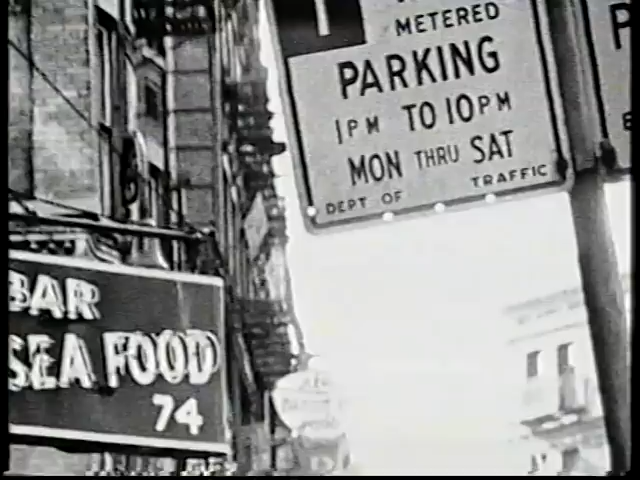 METERED
PARKING
1PM TO 10PM
MON THRU SAT
DEPT OF TRAFFIC
BAR
SEA FOOD
74